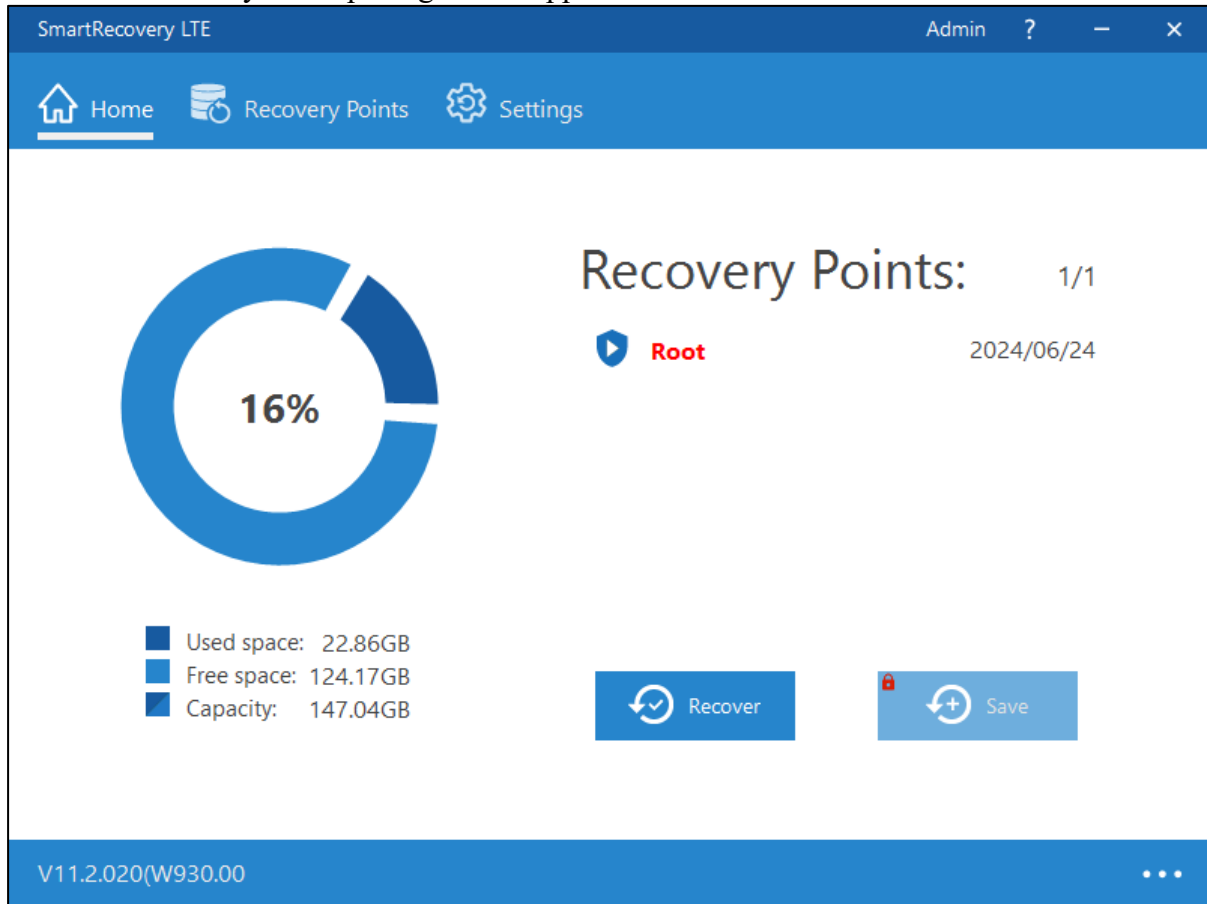 SmartRecovery LTE Admin ? – ×
Home Recovery Points Settings
Recovery Points: 1/1
Root 2024/06/24
16%
Used space: 22.86GB
Free space: 124.17GB
Capacity: 147.04GB
Recover Save
V11.2.020(W930.00 •••